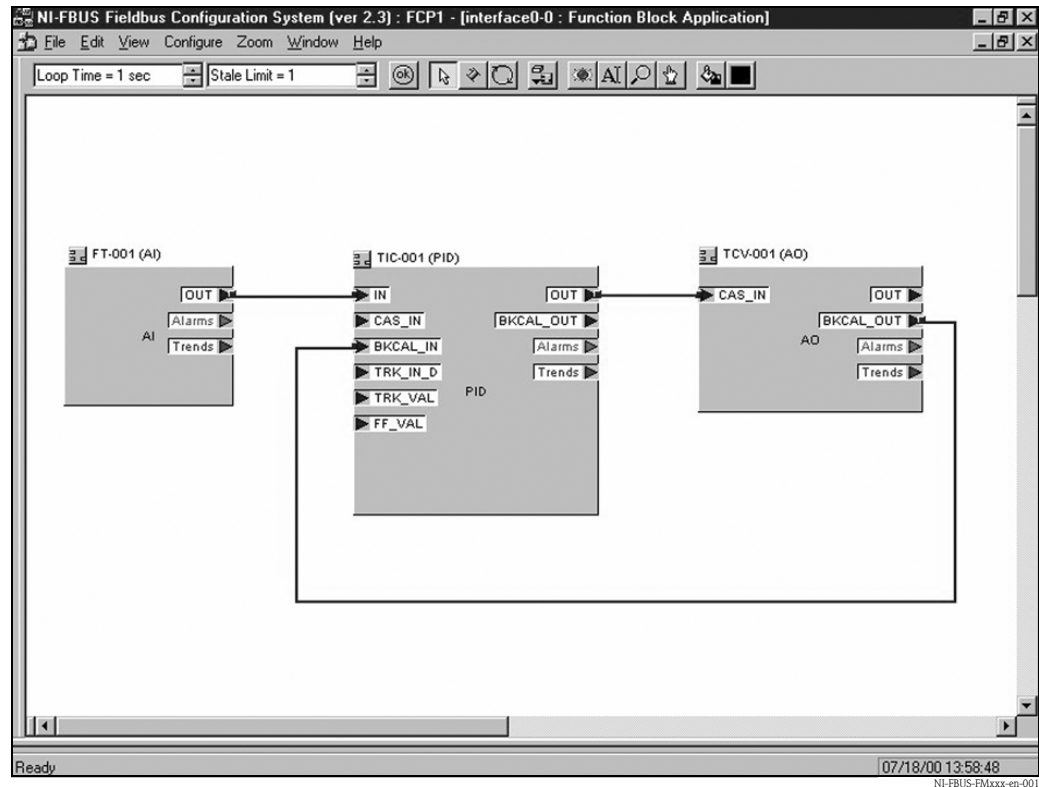 NI-FBUS Fieldbus Configuration System (ver 2.3) : FCP1 - [interface0-0 : Function Block Application]
File Edit View Configure Zoom Window Help
Loop Time = 1 sec Stale Limit = 1 ok AI
FT-001 (AI)
OUT
Alarms
AI
Trends
TIC-001 (PID)
IN OUT
CAS_IN BKCAL_OUT
BKCAL_IN Alarms
TRK_IN_D Trends
PID
TRK_VAL
FF_VAL
TCV-001 (AO)
CAS_IN OUT
BKCAL_OUT
AO
Alarms
Trends
Ready 07/18/00 13:58:48
NI-FBUS-FMxxx-en-001